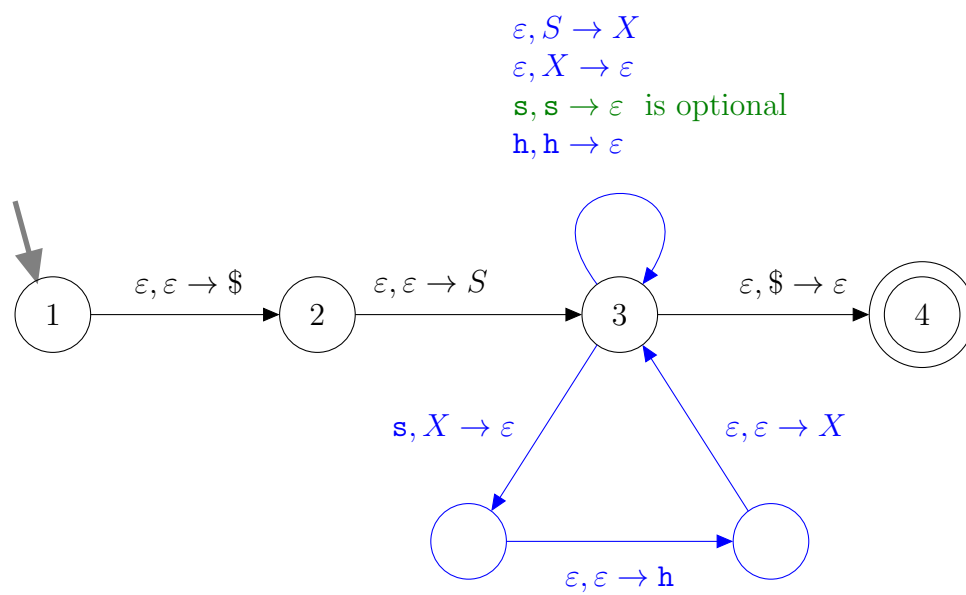 ε, S → X
ε, X → ε
s, s → ε is optional
h, h → ε
ε, ε → $
ε, ε → S
ε, $ → ε
1
2
3
4
s, X → ε
ε, ε → X
ε, ε → h